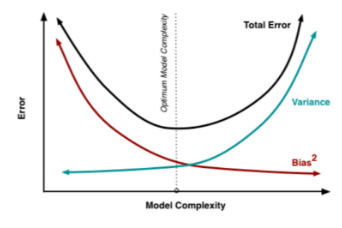 Total Error
Optimum Model Complexity
Error
Variance
Bias2
Model Complexity